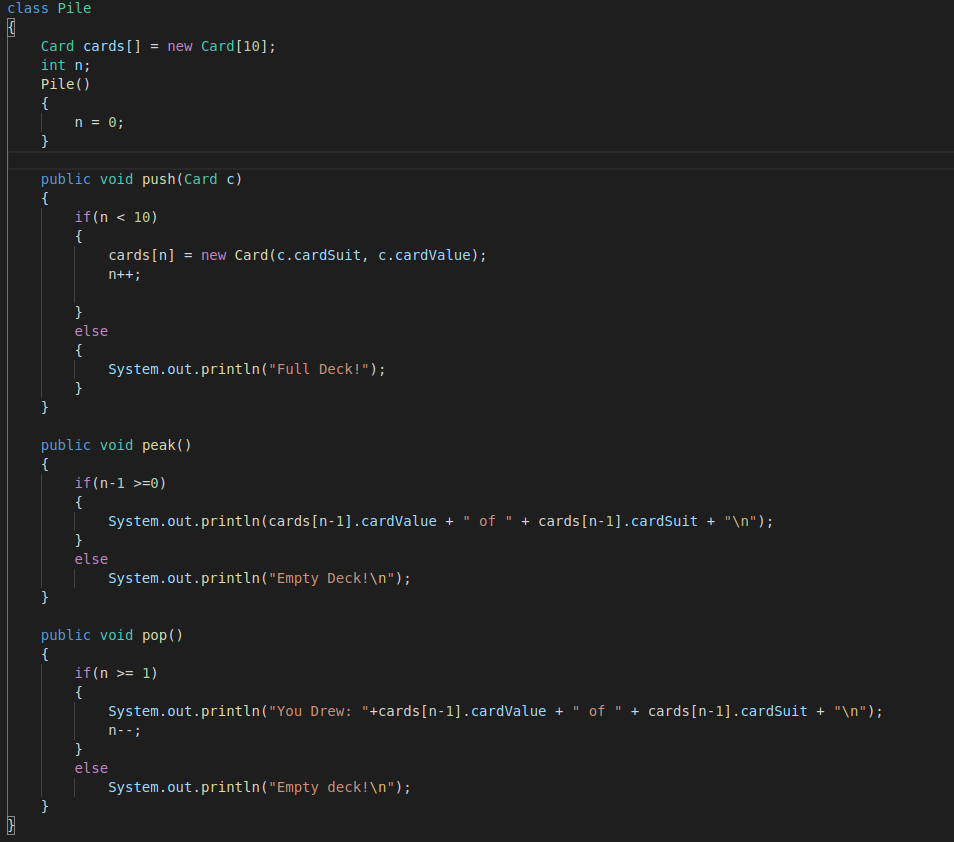 class Pile
{
    Card cards[] = new Card[10];
    int n;
    Pile()
    {
        n = 0;
    }

    public void push(Card c)
    {
        if(n < 10)
        {
            cards[n] = new Card(c.cardSuit, c.cardValue);
            n++;

        }
        else
        {
            System.out.println("Full Deck!");
        }
    }

    public void peak()
    {
        if(n-1 >=0)
        {
            System.out.println(cards[n-1].cardValue + " of " + cards[n-1].cardSuit + "\n");
        }
        else
            System.out.println("Empty Deck!\n");
    }

    public void pop()
    {
        if(n >= 1)
        {
            System.out.println("You Drew: "+cards[n-1].cardValue + " of " + cards[n-1].cardSuit + "\n");
            n--;
        }
        else
            System.out.println("Empty deck!\n");
    }
}